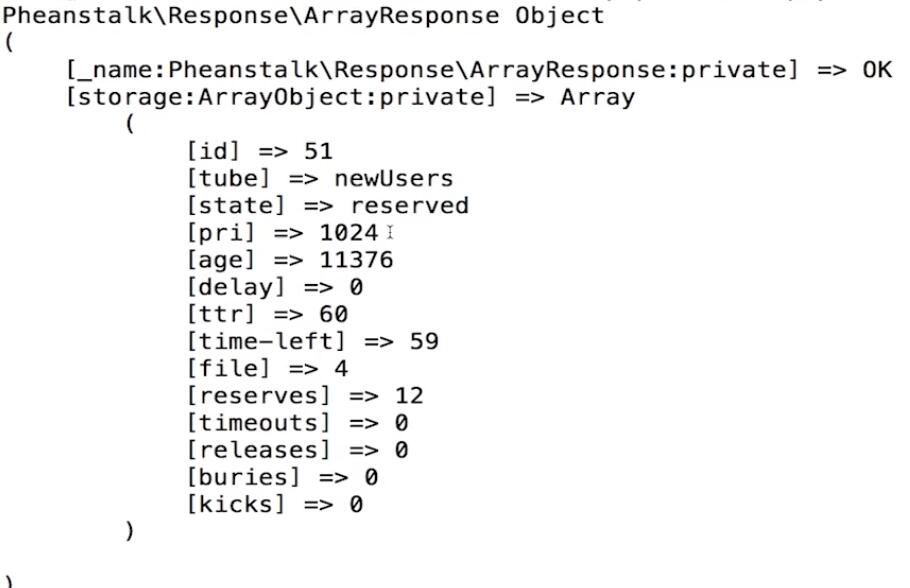 Pheanstalk\Response\ArrayResponse Object
(
    [_name:Pheanstalk\Response\ArrayResponse:private] => OK
    [storage:ArrayObject:private] => Array
        (
            [id] => 51
            [tube] => newUsers
            [state] => reserved
            [pri] => 1024
            [age] => 11376
            [delay] => 0
            [ttr] => 60
            [time-left] => 59
            [file] => 4
            [reserves] => 12
            [timeouts] => 0
            [releases] => 0
            [buries] => 0
            [kicks] => 0
        )

)